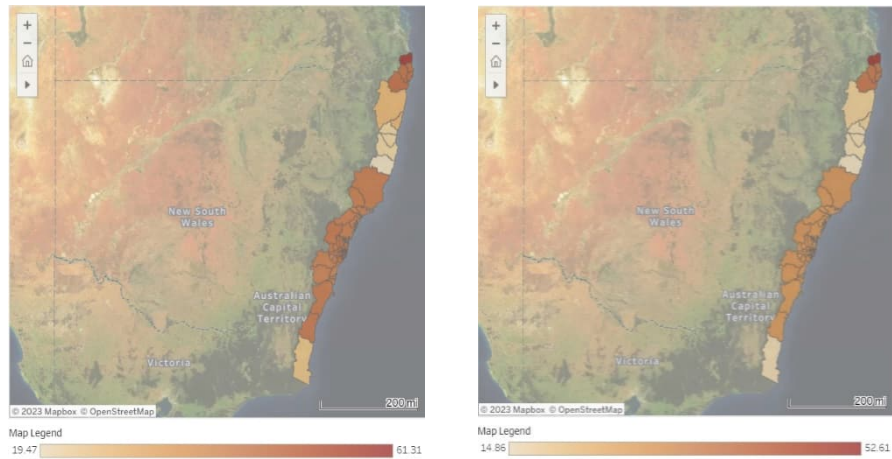 +
−
New South
Wales
Australian
Capital
Territory
Victoria
200 mi
© 2023 Mapbox © OpenStreetMap
Map Legend
19.47 61.31
+
−
New South
Wales
Australian
Capital
Territory
Victoria
200 mi
© 2023 Mapbox © OpenStreetMap
Map Legend
14.86 52.61